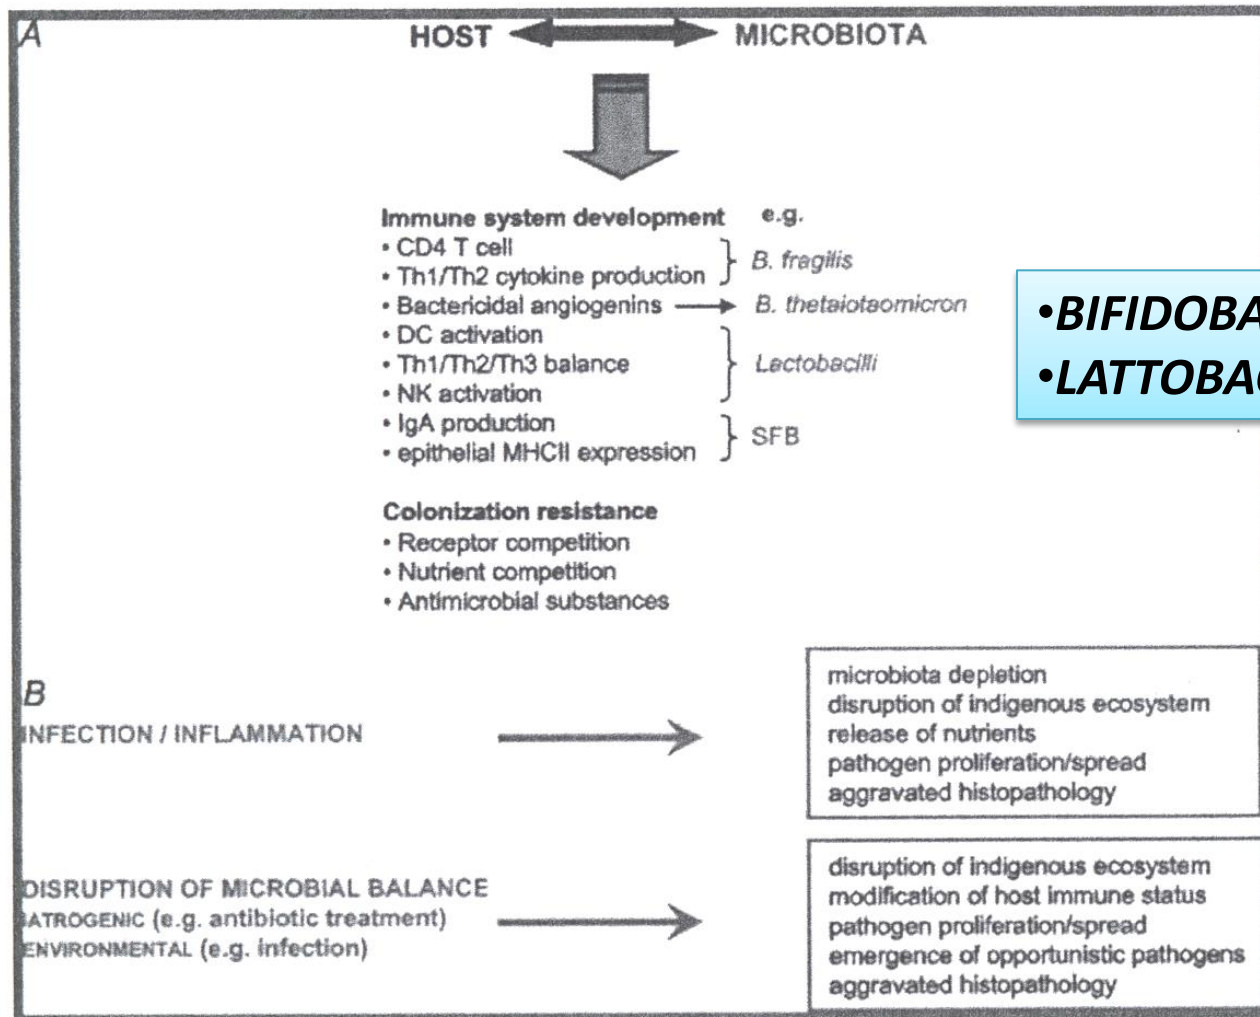 A
HOST MICROBIOTA
Immune system development e.g.
• CD4 T cell
• Th1/Th2 cytokine production
B. fragilis
• Bactericidal angiogenins
B. thetaiotaomicron
• DC activation
• Th1/Th2/Th3 balance
• NK activation
Lactobacilli
• IgA production
• epithelial MHCII expression
SFB
•BIFIDOBA
•LATTOBA
Colonization resistance
• Receptor competition
• Nutrient competition
• Antimicrobial substances
B
INFECTION / INFLAMMATION
microbiota depletion
disruption of indigenous ecosystem
release of nutrients
pathogen proliferation/spread
aggravated histopathology
DISRUPTION OF MICROBIAL BALANCE
IATROGENIC (e.g. antibiotic treatment)
ENVIRONMENTAL (e.g. infection)
disruption of indigenous ecosystem
modification of host immune status
pathogen proliferation/spread
emergence of opportunistic pathogens
aggravated histopathology